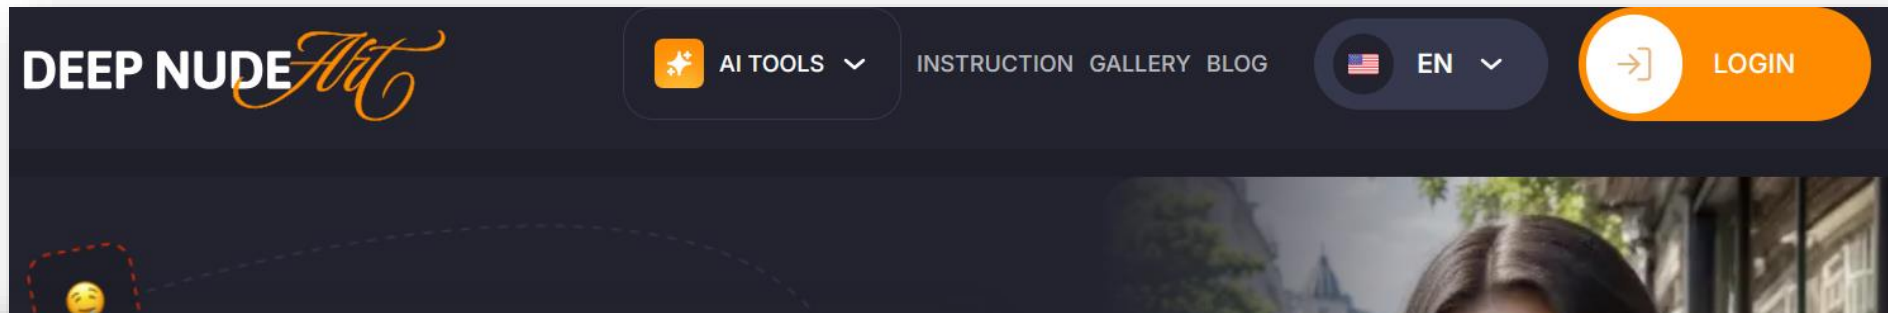 DEEP NUDE Art
AI TOOLS
INSTRUCTION GALLERY BLOG
EN
LOGIN